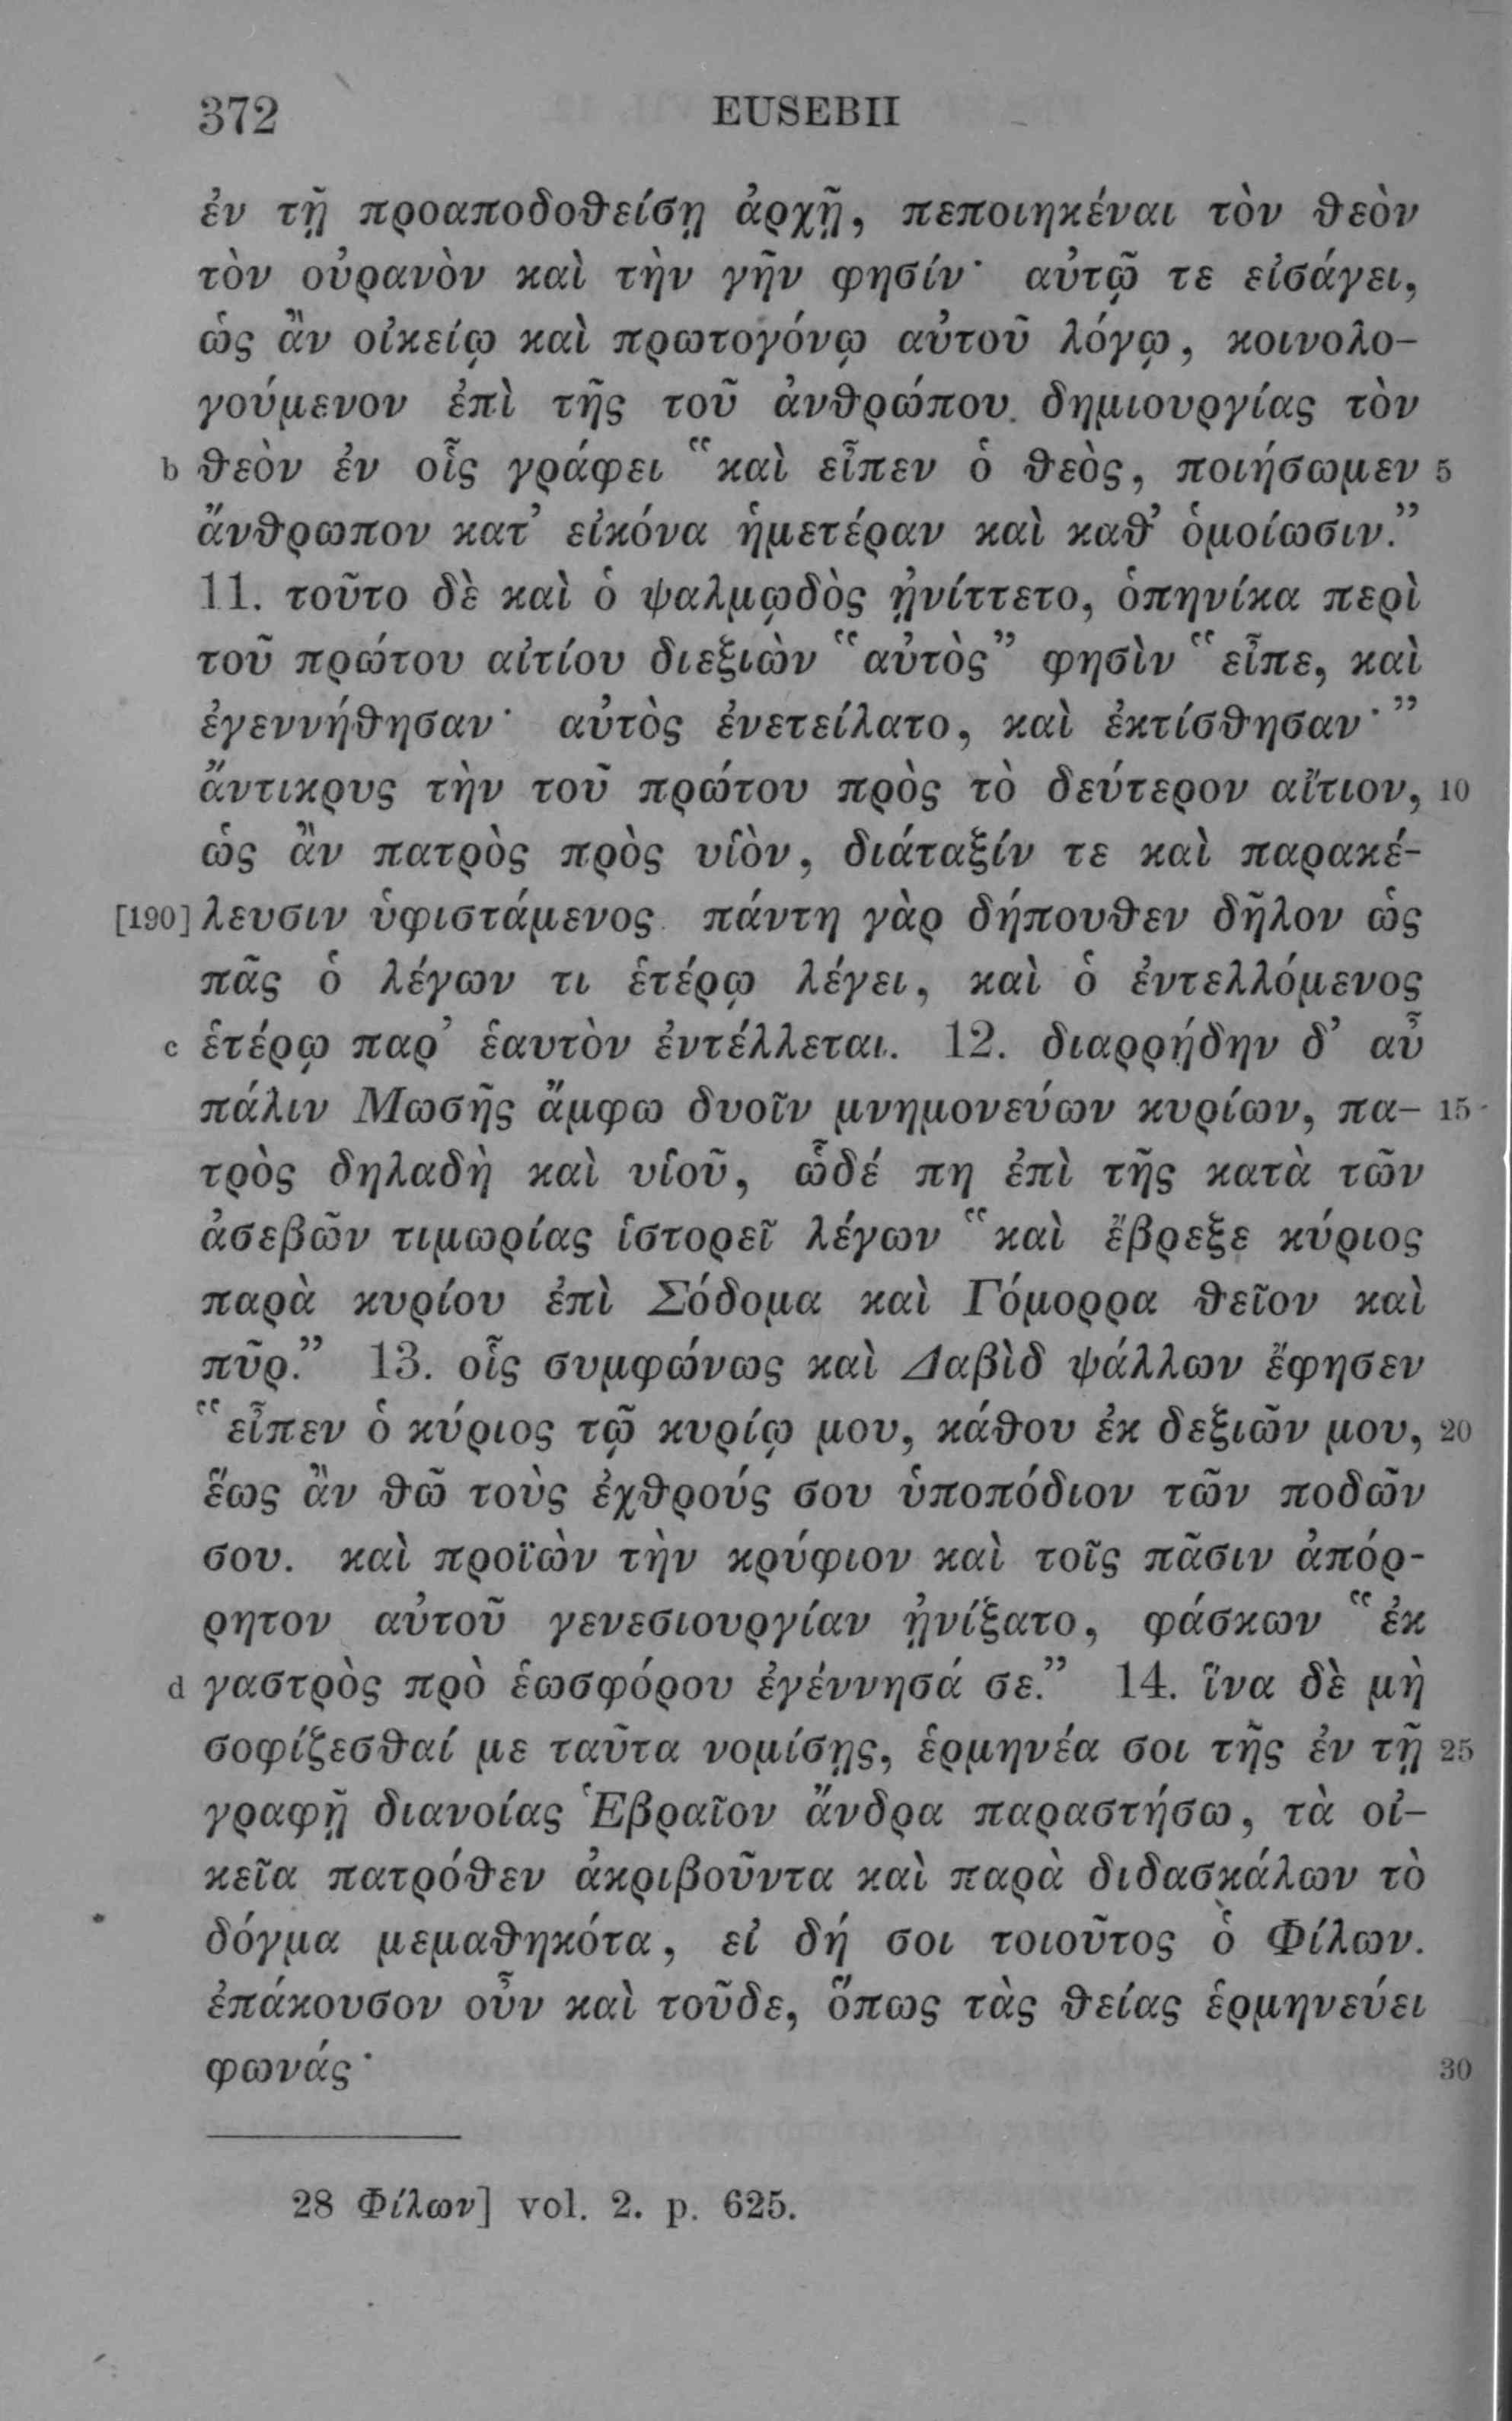 372 EUSEBII
ἐν τῇ προαποδοθείσῃ ἀρχῇ, πεποιηκέναι τὸν θεὸν
τὸν οὐρανὸν καὶ τὴν γῆν φησίν· αὐτῷ τε εἰσάγει,
ὡς ἂν οἰκείῳ καὶ πρωτογόνῳ αὐτοῦ λόγῳ, κοινολο-
γούμενον ἐπὶ τῆς τοῦ ἀνθρώπου δημιουργίας τὸν
b θεὸν ἐν οἷς γράφει “καὶ εἶπεν ὁ θεὸς, ποιήσωμεν 5
ἄνθρωπον κατ’ εἰκόνα ἡμετέραν καὶ καθ’ ὁμοίωσιν.”
11. τοῦτο δὲ καὶ ὁ ψαλμῳδὸς ᾐνίττετο, ὁπηνίκα περὶ
τοῦ πρώτου αἰτίου διεξιὼν “αὐτὸς” φησὶν “εἶπε, καὶ
ἐγεννήθησαν· αὐτὸς ἐνετείλατο, καὶ ἐκτίσθησαν·”
ἄντικρυς τὴν τοῦ πρώτου πρὸς τὸ δεύτερον αἴτιον, 10
ὡς ἂν πατρὸς πρὸς υἱὸν, διάταξίν τε καὶ παρακέ-
[190] λευσιν ὑφιστάμενος. πάντη γὰρ δήπουθεν δῆλον ὡς
πᾶς ὁ λέγων τι ἑτέρῳ λέγει, καὶ ὁ ἐντελλόμενος
c ἑτέρῳ παρ’ ἑαυτὸν ἐντέλλεται. 12. διαρρήδην δ’ αὖ
πάλιν Μωσῆς ἄμφω δυοῖν μνημονεύων κυρίων, πα- 15
τρὸς δηλαδὴ καὶ υἱοῦ, ὧδέ πη ἐπὶ τῆς κατὰ τῶν
ἀσεβῶν τιμωρίας ἱστορεῖ λέγων “καὶ ἔβρεξε κύριος
παρὰ κυρίου ἐπὶ Σόδομα καὶ Γόμορρα θεῖον καὶ
πῦρ.” 13. οἷς συμφώνως καὶ Δαβὶδ ψάλλων ἔφησεν
“εἶπεν ὁ κύριος τῷ κυρίῳ μου, κάθου ἐκ δεξιῶν μου, 20
ἕως ἂν θῶ τοὺς ἐχθρούς σου ὑποπόδιον τῶν ποδῶν
σου. καὶ προϊὼν τὴν κρύφιον καὶ τοῖς πᾶσιν ἀπόρ-
ρητον αὐτοῦ γενεσιουργίαν ᾐνίξατο, φάσκων “ἐκ
d γαστρὸς πρὸ ἑωσφόρου ἐγέννησά σε.” 14. ἵνα δὲ μὴ
σοφίζεσθαί με ταῦτα νομίσῃς, ἑρμηνέα σοι τῆς ἐν τῇ 25
γραφῇ διανοίας Ἑβραῖον ἄνδρα παραστήσω, τὰ οἰ-
κεῖα πατρόθεν ἀκριβοῦντα καὶ παρὰ διδασκάλων τὸ
δόγμα μεμαθηκότα, εἰ δή σοι τοιοῦτος ὁ Φίλων.
ἐπάκουσον οὖν καὶ τοῦδε, ὅπως τὰς θείας ἑρμηνεύει
φωνάς· 30
28 Φίλων] vol. 2. p. 625.